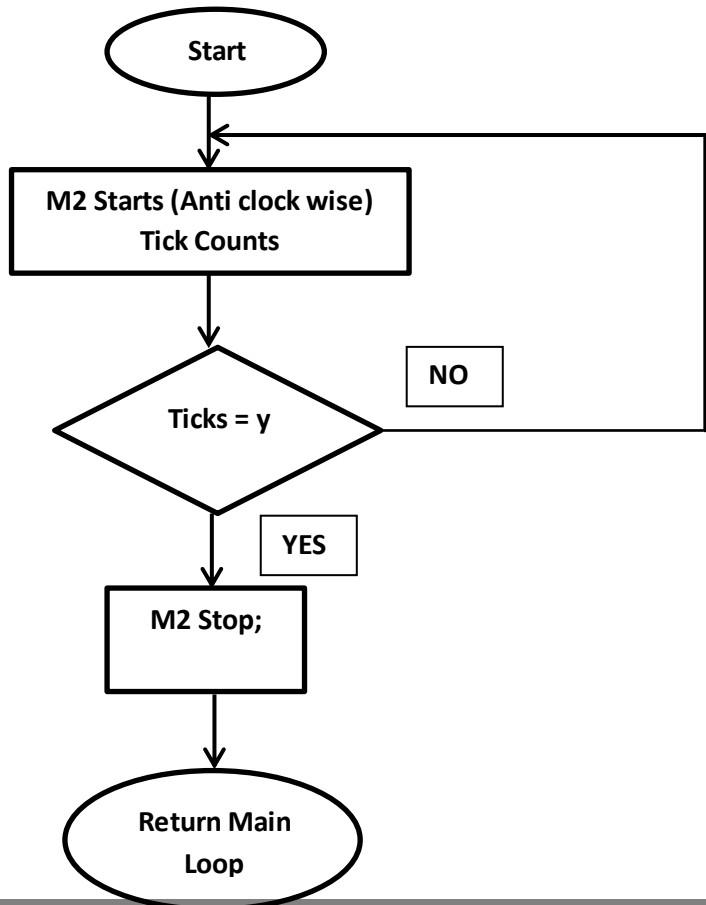 Start
M2 Starts (Anti clock wise)
Tick Counts
NO
Ticks = y
YES
M2 Stop;
Return Main
Loop